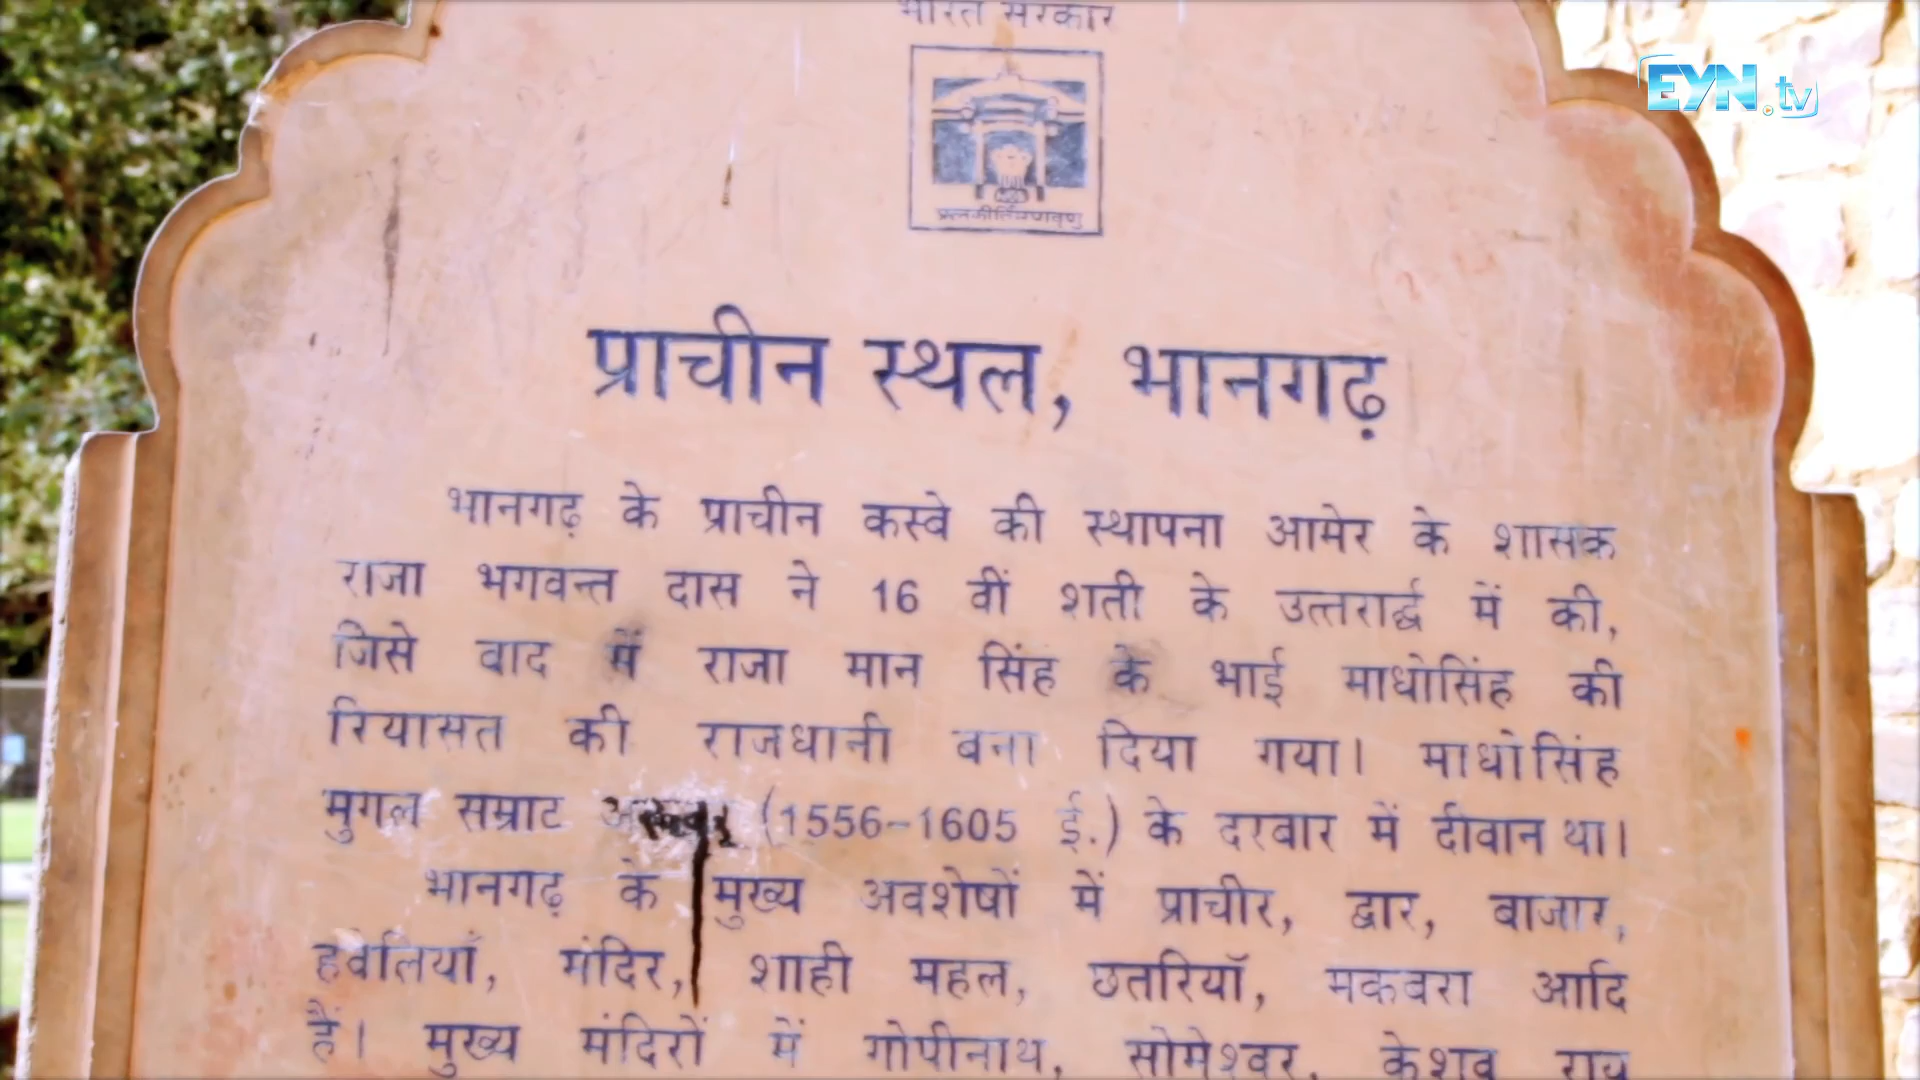 भारत सरकार
EYN.tv
प्राचीन स्थल, भानगढ़
भानगढ़ के प्राचीन कस्वे की स्थापना आमेर के शासक
राजा भगवन्त दास ने 16 वीं शती के उत्तरार्द्ध में की,
जिसे वाद में राजा मान सिंह के भाई माधोसिंह की
रियासत की राजधानी बना दिया गया। माधोसिंह
मुगल सम्राट (1556-1605 ई.) के दरबार में दीवान था।
भानगढ़ के मुख्य अवशेषों में प्राचीर, द्वार, बाजार,
हवेलियाँ, मंदिर, शाही महल, छतरियॉ, मकबरा आदि
हैं। मुख्य मंदिरों में गोपीनाथ, सोमेश्वर, केशव राय